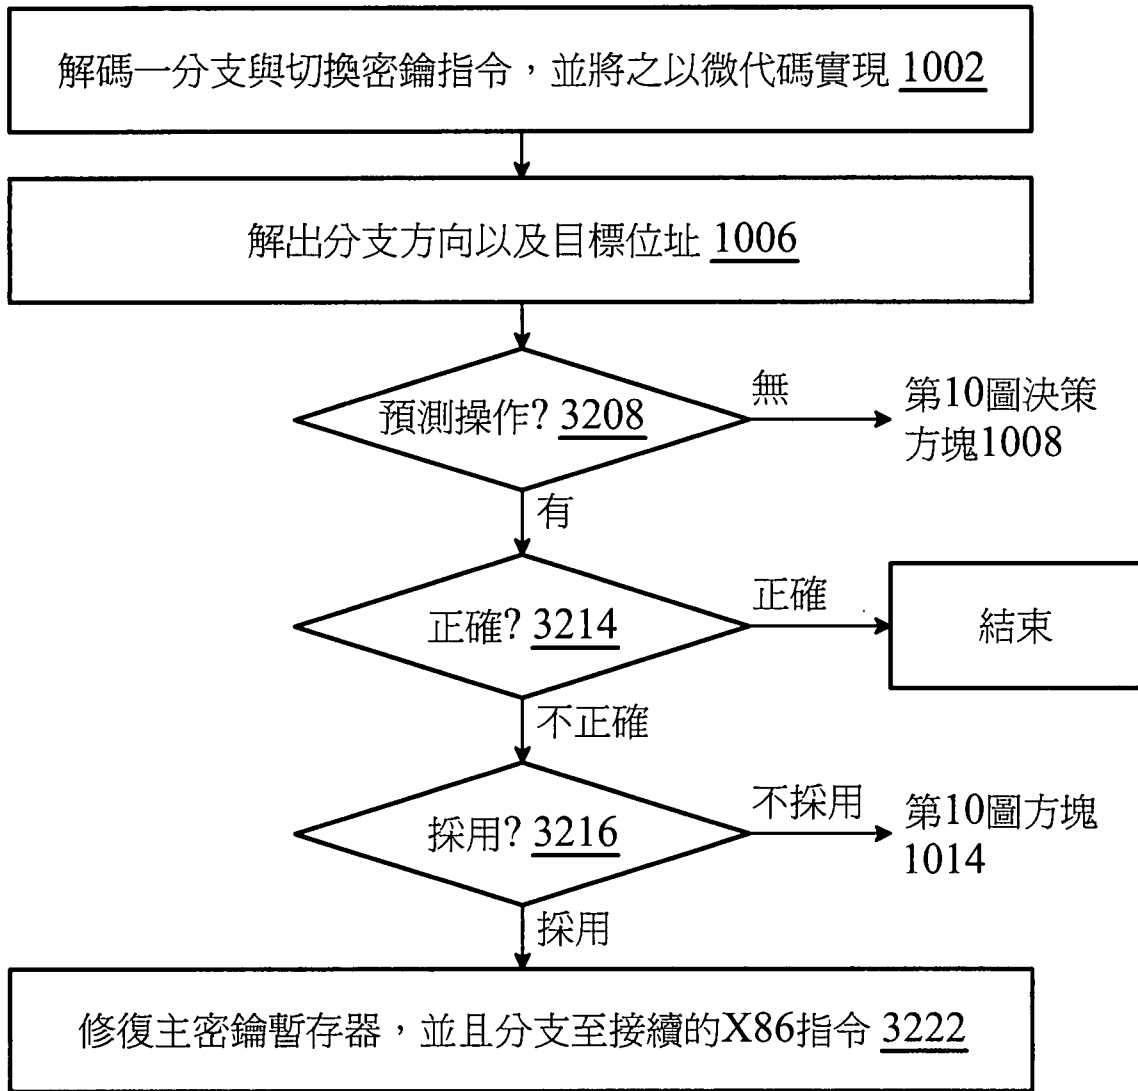 解碼一分支與切換密鑰指令，並將之以微代碼實現 1002
解出分支方向以及目標位址 1006
預測操作? 3208
無
第10圖決策
方塊1008
有
正確? 3214
正確
結束
不正確
採用? 3216
不採用
第10圖方塊
1014
採用
修復主密鑰暫存器，並且分支至接續的X86指令 3222